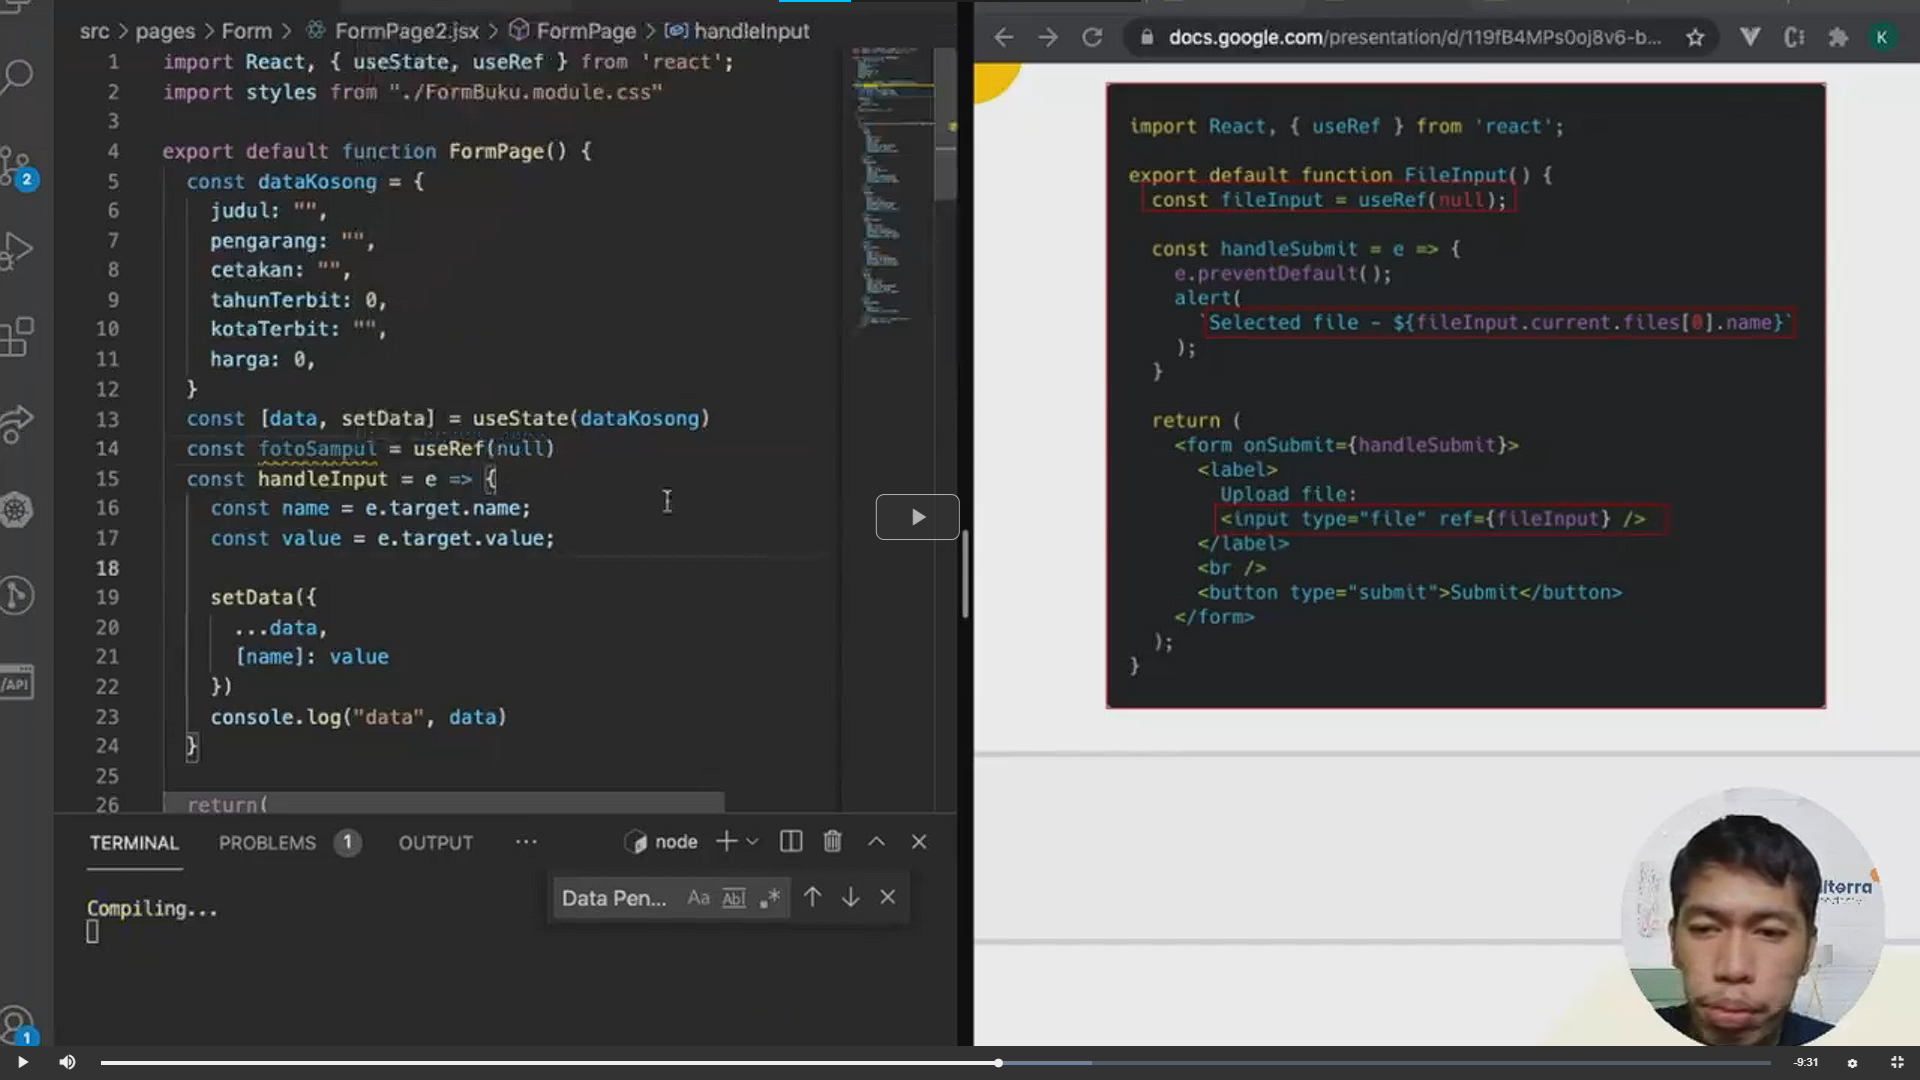 src > pages > Form > FormPage2.jsx > FormPage > handleInput
1 import React, { useState, useRef } from 'react';
2 import styles from "./FormBuku.module.css"
3
4 export default function FormPage() {
5 const dataKosong = {
6 judul: "",
7 pengarang: "",
8 cetakan: "",
9 tahunTerbit: 0,
10 kotaTerbit: "",
11 harga: 0,
12 }
13 const [data, setData] = useState(dataKosong)
14 const fotoSampul = useRef(null)
15 const handleInput = e => {
16 const name = e.target.name;
17 const value = e.target.value;
18
19 setData({
20 ...data,
21 [name]: value
22 })
23 console.log("data", data)
24 }
25
26 return(
2
/API
1
TERMINAL PROBLEMS 1 OUTPUT ... node
Data Pen... Aa Ab| .*
Compiling...
docs.google.com/presentation/d/119fB4MPs0oj8v6-b...
K
import React, { useRef } from 'react';
export default function FileInput() {
const fileInput = useRef(null);
const handleSubmit = e => {
e.preventDefault();
alert(
`Selected file - ${fileInput.current.files[0].name}`
);
}
return (
<form onSubmit={handleSubmit}>
<label>
Upload file:
<input type="file" ref={fileInput} />
</label>
<br />
<button type="submit">Submit</button>
</form>
);
}
-9:31